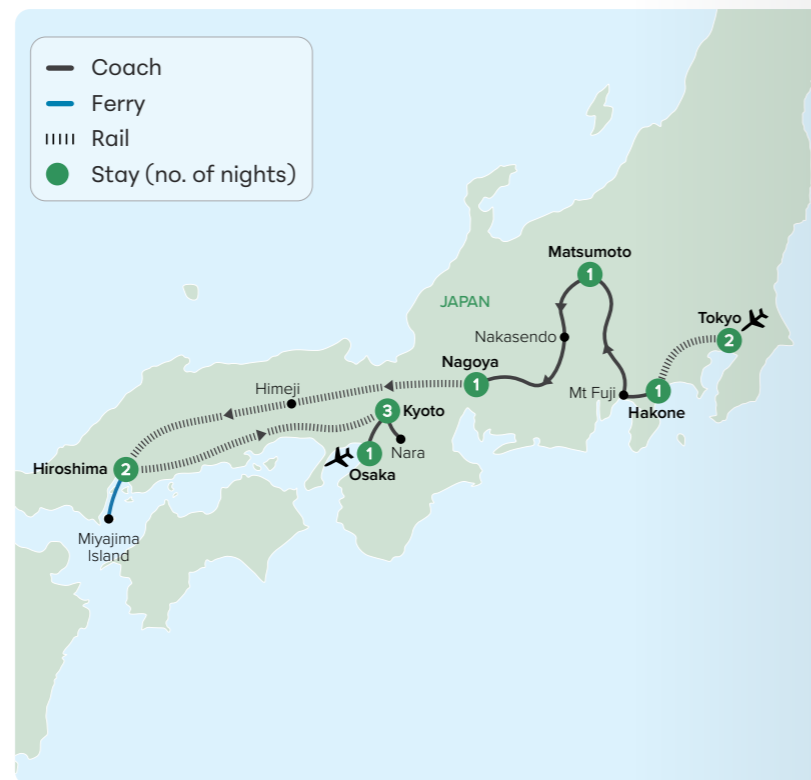 Coach
Ferry
Rail
Stay (no. of nights)
Matsumoto
1
JAPAN
Tokyo
2
Nakasendo
Nagoya
1
Mt Fuji
1
Hakone
Himeji
3
Kyoto
Nara
1
Osaka
Hiroshima
2
Miyajima
Island